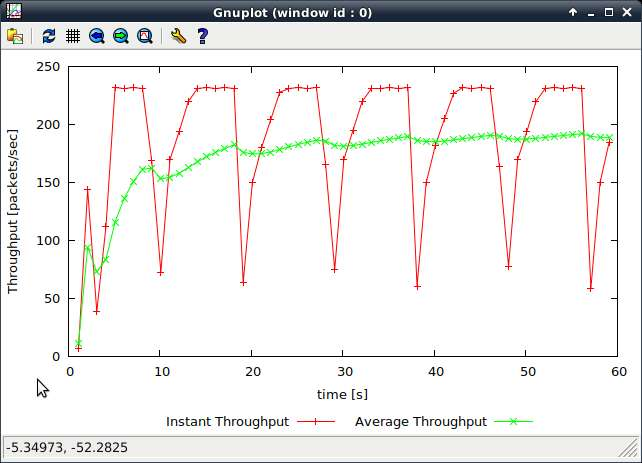 Gnuplot (window id : 0)
250
200
150
100
50
0
Throughput [packets/sec]
0 10 20 30 40 50 60
time [s]
Instant Throughput Average Throughput
-5.34973, -52.2825